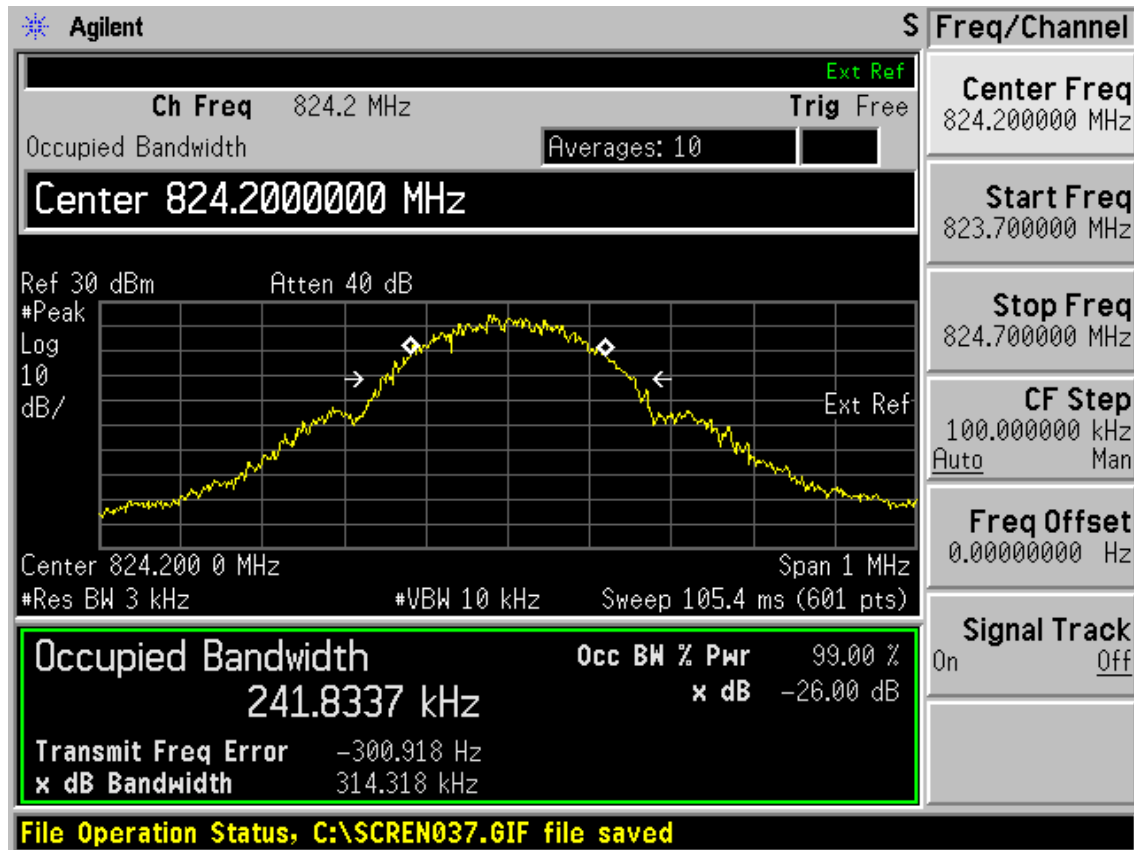 Agilent
S
Freq/Channel
Ext Ref
Ch Freq 824.2 MHz Trig Free
Occupied Bandwidth Averages: 10
Center 824.2000000 MHz
Ref 30 dBm Atten 40 dB
#Peak
Log
10
dB/
Ext Ref
Center 824.200 0 MHz Span 1 MHz
#Res BW 3 kHz #VBW 10 kHz Sweep 105.4 ms (601 pts)
Occupied Bandwidth
241.8337 kHz
Occ BW % Pwr 99.00 %
x dB -26.00 dB
Transmit Freq Error -300.918 Hz
x dB Bandwidth 314.318 kHz
File Operation Status, C:\SCREN037.GIF file saved
Center Freq
824.200000 MHz
Start Freq
823.700000 MHz
Stop Freq
824.700000 MHz
CF Step
100.000000 kHz
Auto Man
Freq Offset
0.00000000 Hz
Signal Track
On Off